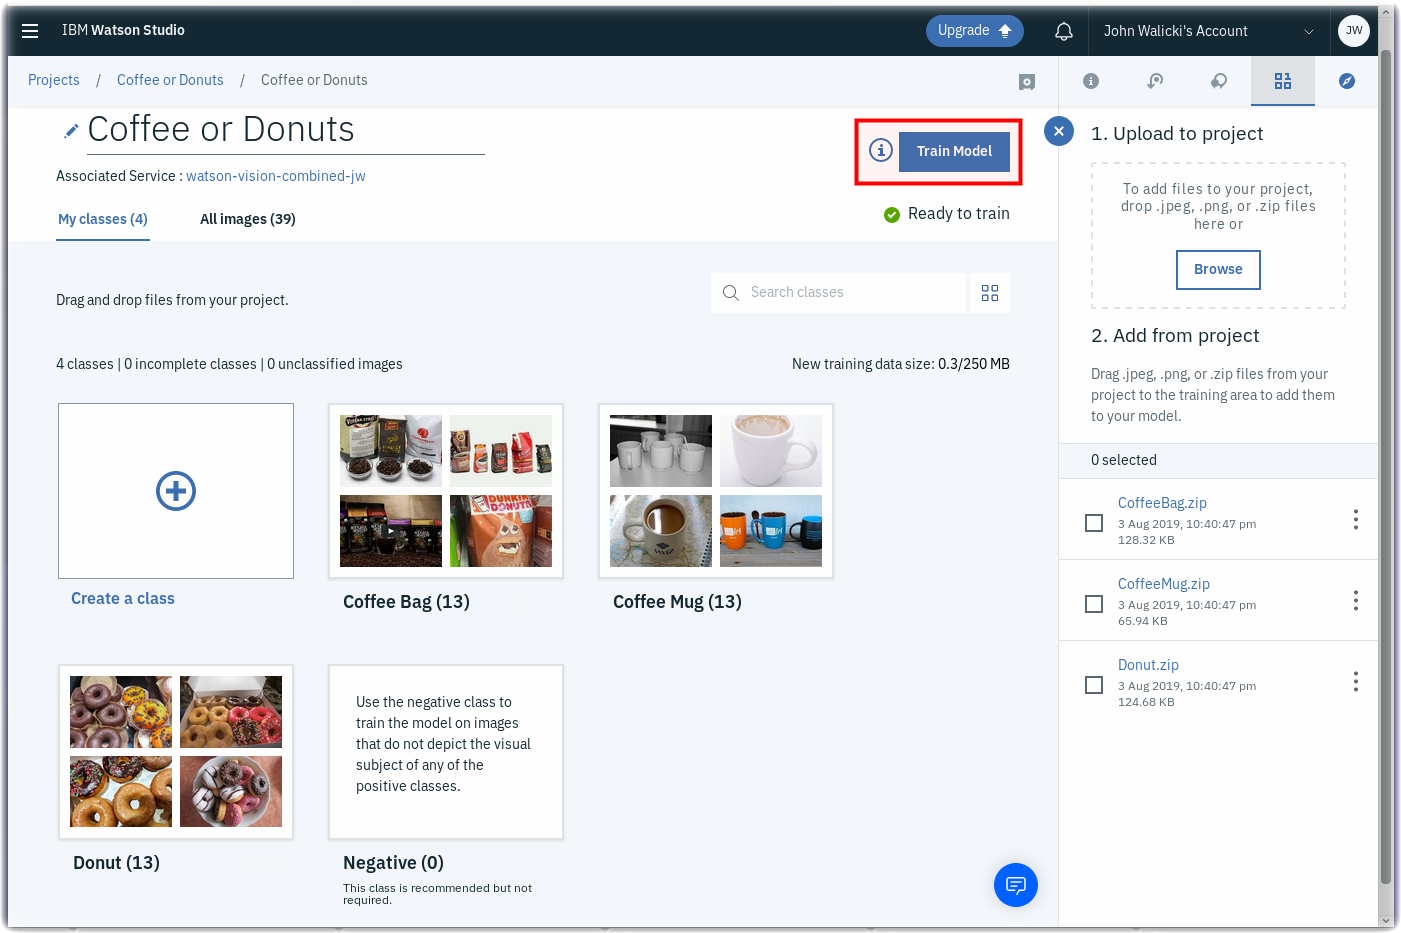 IBM Watson Studio
Upgrade
John Walicki's Account
JW
Projects / Coffee or Donuts / Coffee or Donuts
Coffee or Donuts
Train Model
Associated Service : watson-vision-combined-jw
My classes (4)
All images (39)
Ready to train
Drag and drop files from your project.
Search classes
4 classes | 0 incomplete classes | 0 unclassified images
New training data size: 0.3/250 MB
Create a class
DUNKIN'
DONUTS
Coffee Bag (13)
Coffee Mug (13)
Donut (13)
Use the negative class to
train the model on images
that do not depict the visual
subject of any of the
positive classes.
Negative (0)
This class is recommended but not
required.
1. Upload to project
To add files to your project,
drop .jpeg, .png, or .zip files
here or
Browse
2. Add from project
Drag .jpeg, .png, or .zip files from your
project to the training area to add them
to your model.
0 selected
CoffeeBag.zip
3 Aug 2019, 10:40:47 pm
128.32 KB
CoffeeMug.zip
3 Aug 2019, 10:40:47 pm
65.94 KB
Donut.zip
3 Aug 2019, 10:40:47 pm
124.68 KB